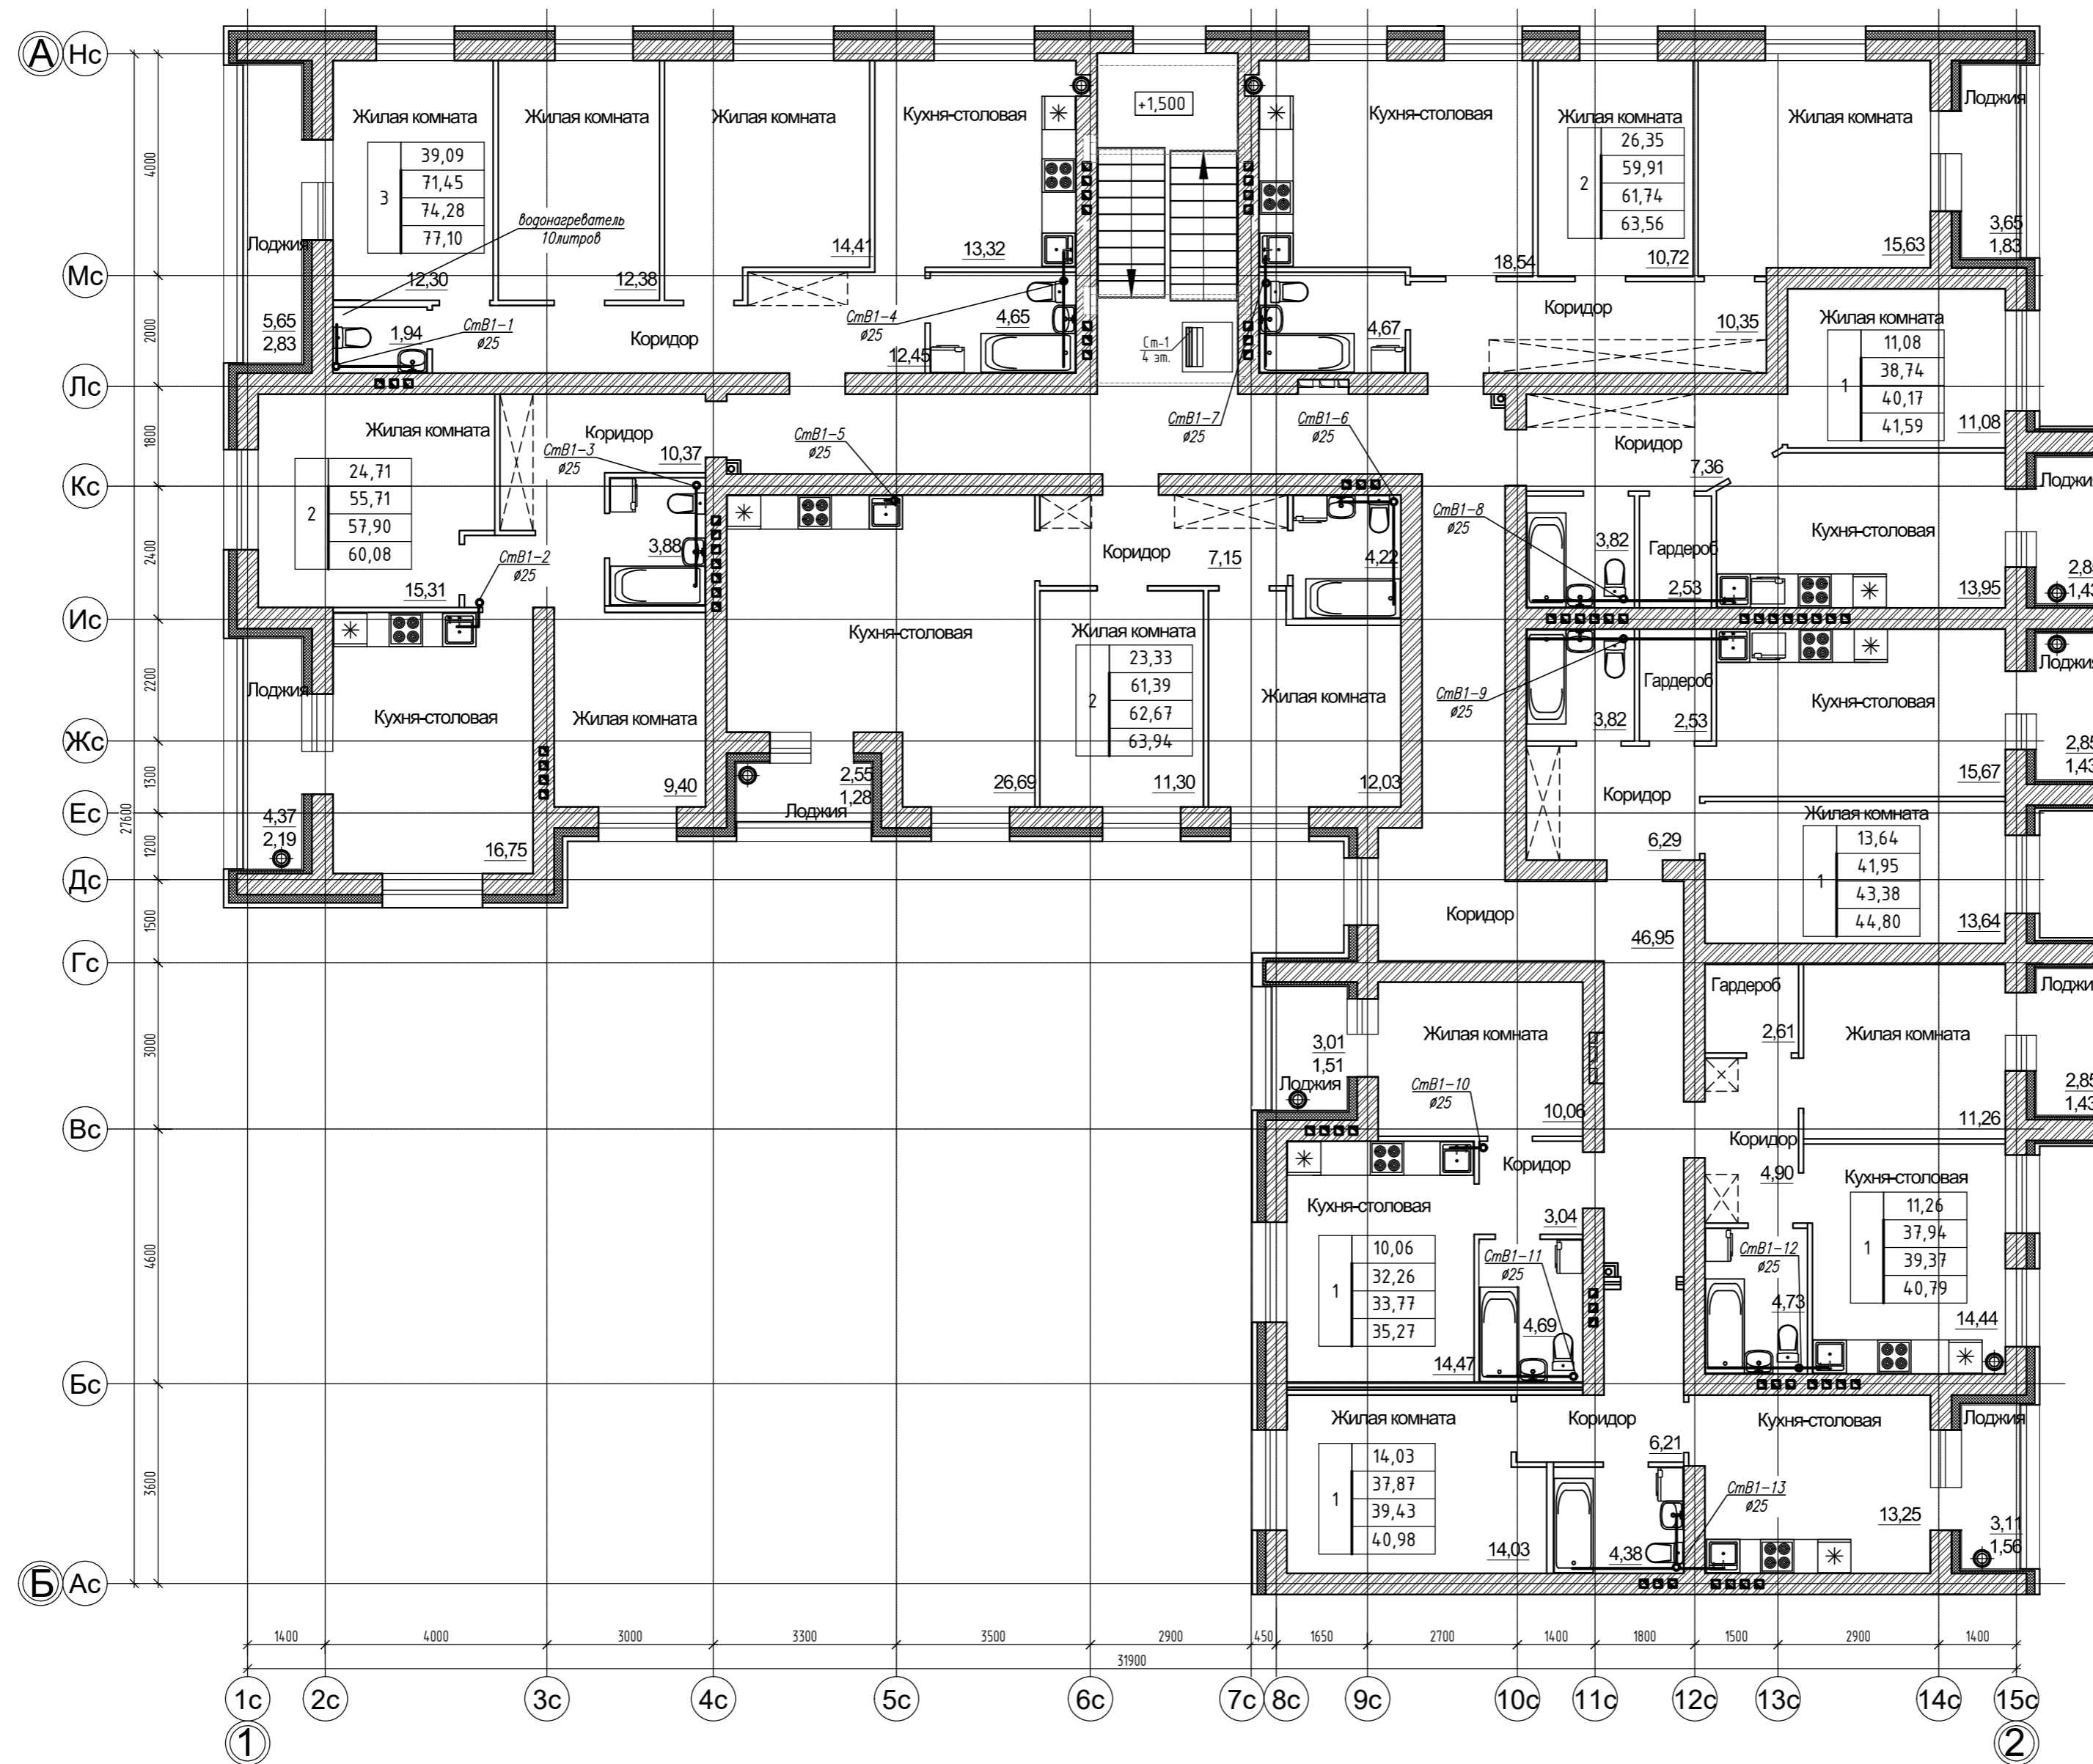 А Нс
+1,500
Жилая комната
Жилая комната
Жилая комната
Кухня-столовая
Кухня-столовая
Жилая комната
Жилая комната
Лоджия
3
39,09
71,45
74,28
77,10
2
26,35
59,91
61,74
63,56
4000
водонагреватель
10литров
Лоджия
14,41
13,32
18,54
10,72
15,63
3,65
1,83
Мс
12,30
12,38
Коридор
10,35
5,65
2,83
1,94
СтВ1-1
ø25
Коридор
СтВ1-4
ø25
4,65
12,45
Ст-1
4 эт.
4,67
2000
Жилая комната
1
11,08
38,74
40,17
41,59
11,08
Лс
1800
Жилая комната
Коридор
СтВ1-3
ø25
10,37
СтВ1-5
ø25
СтВ1-7
ø25
СтВ1-6
ø25
Коридор
7,36
Кс
2
24,71
55,71
57,90
60,08
Лоджи
СтВ1-8
ø25
3,82
Гардероб
2,53
Кухня-столовая
13,95
2,8
1,43
2400
3,88
СтВ1-2
ø25
15,31
Коридор
7,15
4,22
Ис
Кухня-столовая
Жилая комната
2
23,33
61,39
62,67
63,94
Жилая комната
2200
Лоджия
Кухня-столовая
Жилая комната
СтВ1-9
ø25
Гардероб
3,82
2,53
Кухня-столовая
Лоджия
Жс
1300
9,40
2,55
1,28
Лоджия
26,69
11,30
12,03
Коридор
15,67
2,85
1,43
Ес
27600
4,37
2,19
16,75
1200
6,29
Жилая комната
1
13,64
41,95
43,38
44,80
13,64
Дс
1500
Коридор
46,95
Гс
Гардероб
2,61
Жилая комната
Лоджи
3000
3,01
1,51
Лоджия
Жилая комната
СтВ1-10
ø25
10,06
11,26
2,85
1,43
Вс
Коридор
Коридор
4,90
Кухня-столовая
Кухня-столовая
3,04
4600
1
10,06
32,26
33,77
35,27
СтВ1-11
ø25
4,69
14,47
СтВ1-12
ø25
4,73
1
11,26
37,94
39,37
40,79
14,44
Бс
Жилая комната
Коридор
Кухня-столовая
Лоджия
3600
1
14,03
37,87
39,43
40,98
6,21
СтВ1-13
ø25
14,03
4,38
13,25
3,11
1,56
Б Ас
1400 4000 3000 3300 3500 2900 450 1650 2700 1400 1800 1500 2900 1400
31900
1с 2с 3с 4с 5с 6с 7с 8с 9с 10с 11с 12с 13с 14с 15с
1 2